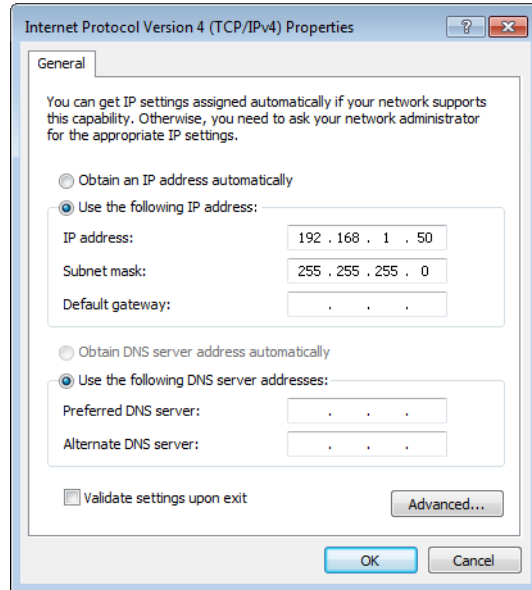 Internet Protocol Version 4 (TCP/IPv4) Properties
?
General
You can get IP settings assigned automatically if your network supports
this capability. Otherwise, you need to ask your network administrator
for the appropriate IP settings.
Obtain an IP address automatically
Use the following IP address:
IP address: 192 . 168 . 1 . 50
Subnet mask: 255 . 255 . 255 . 0
Default gateway: . . .
Obtain DNS server address automatically
Use the following DNS server addresses:
Preferred DNS server: . . .
Alternate DNS server: . . .
Validate settings upon exit
Advanced...
OK Cancel